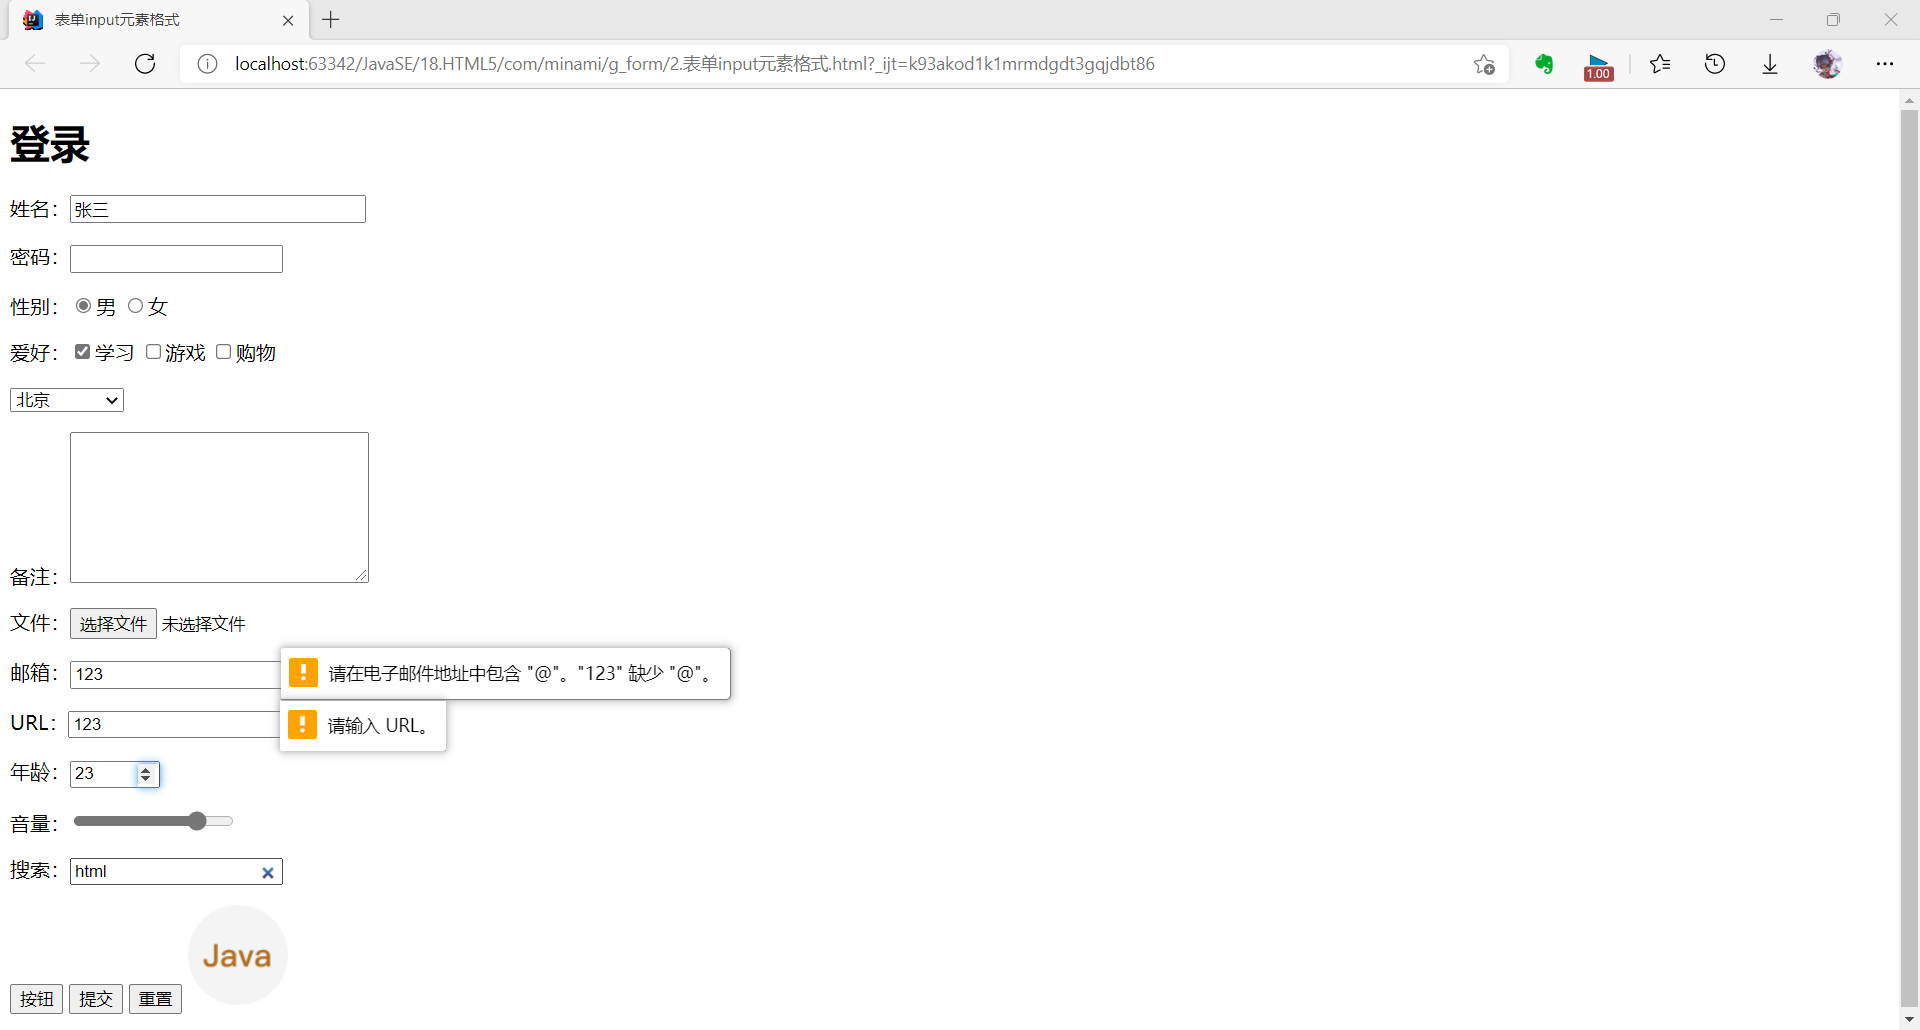 表单input元素格式
localhost:63342/JavaSE/18.HTML5/com/minami/g_form/2.表单input元素格式.html?_ijt=k93akod1k1mrmdgdt3gqjdbt86
1.00
登录
姓名：张三
密码：
性别：男 女
爱好：学习 游戏 购物
北京
备注：
文件：选择文件 未选择文件
邮箱：123 请在电子邮件地址中包含 "@"。"123" 缺少 "@"。
URL：123 请输入 URL。
年龄：23
音量：
搜索：html
Java
按钮 提交 重置